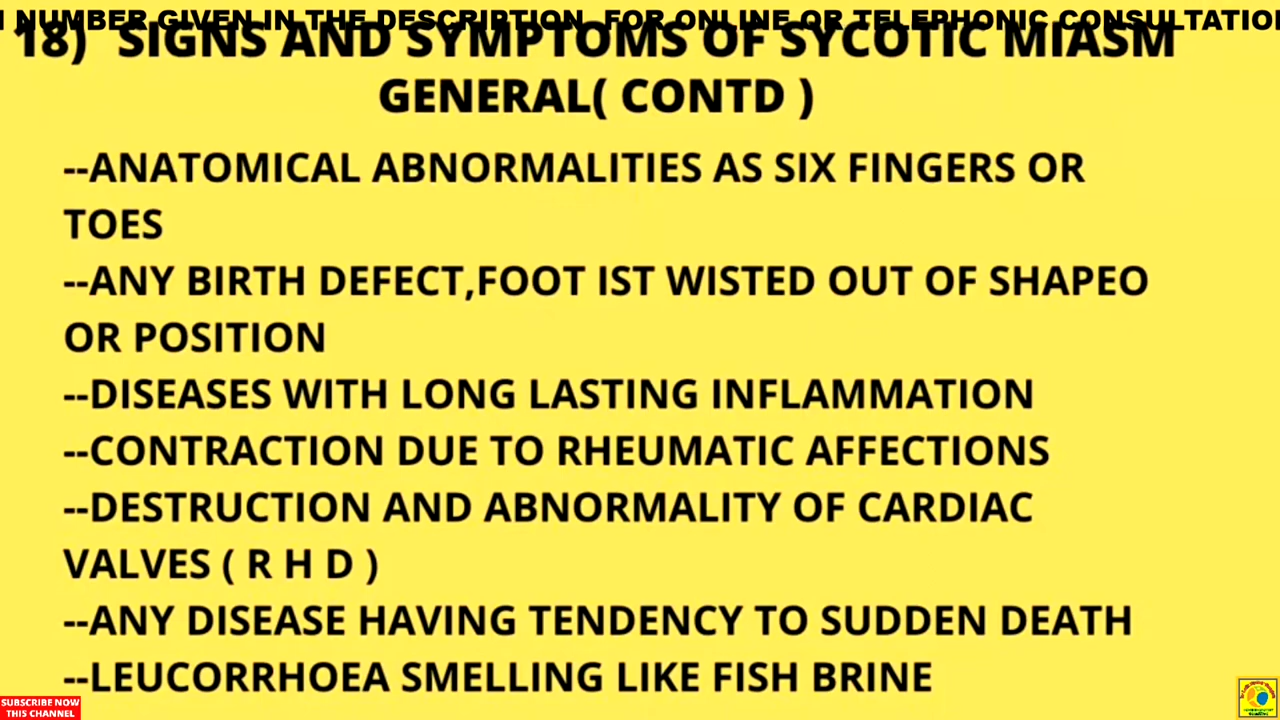 NUMBER GIVEN IN THE DESCRIPTION FOR ONLINE OR TELEPHONIC CONSULTATION
18) SIGNS AND SYMPTOMS OF SYCOTIC MIASM
GENERAL( CONTD )
--ANATOMICAL ABNORMALITIES AS SIX FINGERS OR
TOES
--ANY BIRTH DEFECT,FOOT IST WISTED OUT OF SHAPEO
OR POSITION
--DISEASES WITH LONG LASTING INFLAMMATION
--CONTRACTION DUE TO RHEUMATIC AFFECTIONS
--DESTRUCTION AND ABNORMALITY OF CARDIAC
VALVES ( R H D )
--ANY DISEASE HAVING TENDENCY TO SUDDEN DEATH
--LEUCORRHOEA SMELLING LIKE FISH BRINE
SUBSCRIBE NOW
THIS CHANNEL